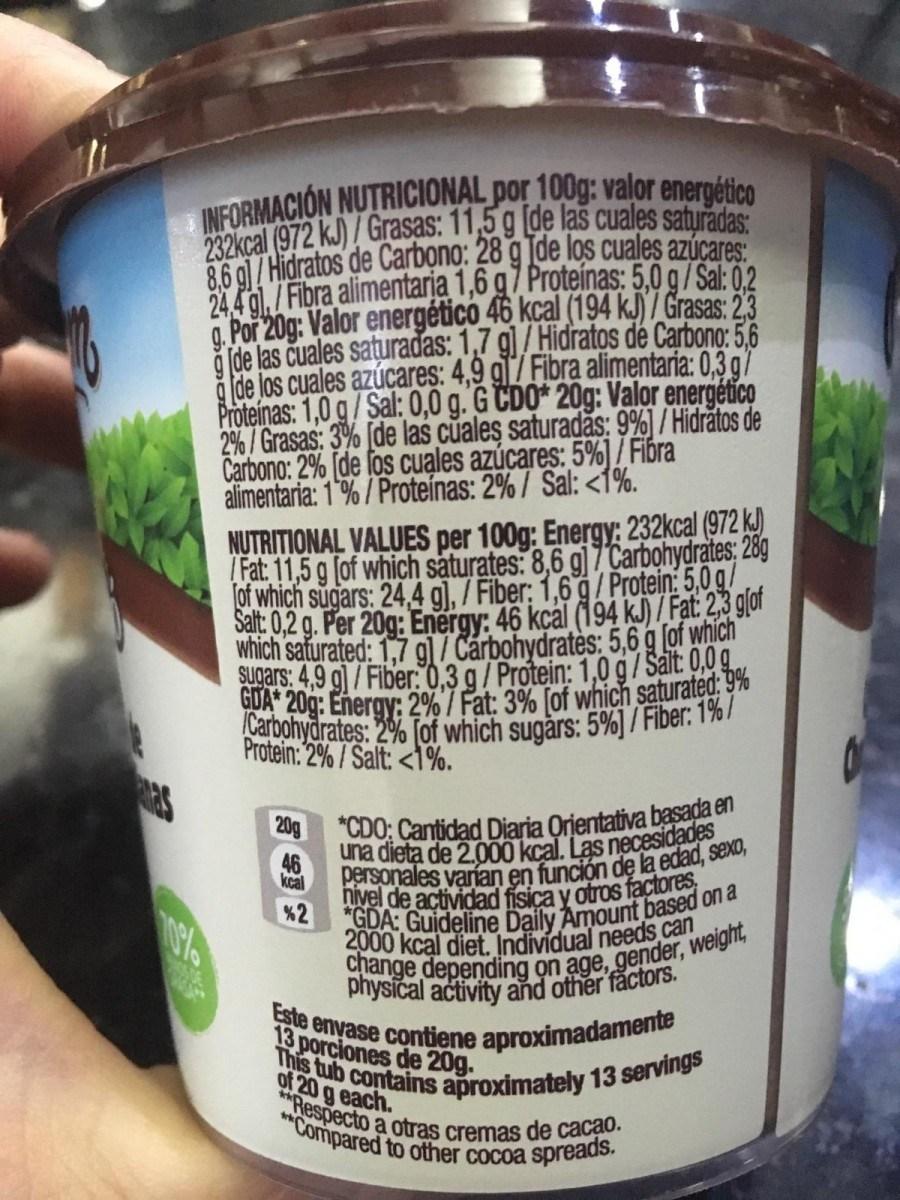 INFORMACIÓN NUTRICIONAL por 100g: valor energético
232kcal (972 kJ) / Grasas: 11,5 g [de las cuales saturadas:
8,6 g] / Hidratos de Carbono: 28 g [de los cuales azúcares:
24,4 g], / Fibra alimentaria 1,6 g / Proteínas: 5,0 g / Sal: 0,2
g. Por 20g: Valor energético 46 kcal (194 kJ) / Grasas: 2,3
g [de las cuales saturadas: 1,7 g] / Hidratos de Carbono: 5,6
g [de los cuales azúcares: 4,9 g] / Fibra alimentaria: 0,3 g /
Proteínas: 1,0 g / Sal: 0,0 g. G CDO* 20g: Valor energético
2% / Grasas: 3% [de las cuales saturadas: 9%] / Hidratos de
Carbono: 2% [de los cuales azúcares: 5%] / Fibra
alimentaria: 1 % / Proteínas: 2% / Sal: <1%.
NUTRITIONAL VALUES per 100g: Energy: 232kcal (972 kJ)
/ Fat: 11,5 g [of which saturates: 8,6 g] / Carbohydrates: 28g
[of which sugars: 24,4 g], / Fiber: 1,6 g / Protein: 5,0 g /
Salt: 0,2 g. Per 20g: Energy: 46 kcal (194 kJ) / Fat: 2,3 g[of
which saturated: 1,7 g] / Carbohydrates: 5,6 g [of which
sugars: 4,9 g] / Fiber: 0,3 g / Protein: 1,0 g / Salt: 0,0 g.
GDA* 20g: Energy: 2% / Fat: 3% [of which saturated: 9%
/Carbohydrates: 2% [of which sugars: 5%] / Fiber: 1% /
Protein: 2% / Salt: <1%.
20g
46
kcal
%2
*CDO: Cantidad Diaria Orientativa basada en
una dieta de 2.000 kcal. Las necesidades
personales varían en función de la edad, sexo,
nivel de actividad física y otros factores.
*GDA: Guideline Daily Amount based on a
2000 kcal diet. Individual needs can
change depending on age, gender, weight,
physical activity and other factors.
Este envase contiene aproximadamente
13 porciones de 20g.
This tub contains aproximately 13 servings
of 20 g each.
**Respecto a otras cremas de cacao.
**Compared to other cocoa spreads.